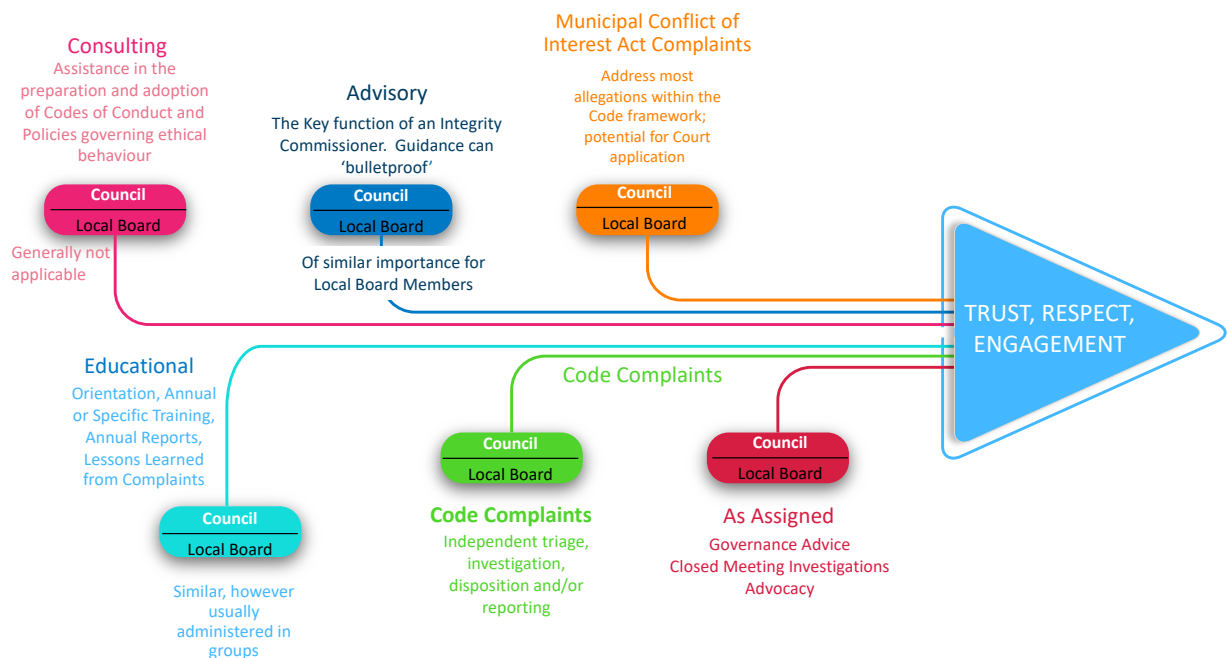 Consulting
Assistance in the
preparation and adoption
of Codes of Conduct and
Policies governing ethical
behaviour
Council
Local Board
Generally not
applicable
Advisory
The Key function of an Integrity
Commissioner. Guidance can
‘bulletproof’
Council
Local Board
Of similar importance for
Local Board Members
Municipal Conflict of
Interest Act Complaints
Address most
allegations within the
Code framework;
potential for Court
application
Council
Local Board
TRUST, RESPECT,
ENGAGEMENT
Educational
Orientation, Annual
or Specific Training,
Annual Reports,
Lessons Learned
from Complaints
Council
Local Board
Similar, however
usually
administered in
groups
Code Complaints
Council
Local Board
Code Complaints
Independent triage,
investigation,
disposition and/or
reporting
Council
Local Board
As Assigned
Governance Advice
Closed Meeting Investigations
Advocacy